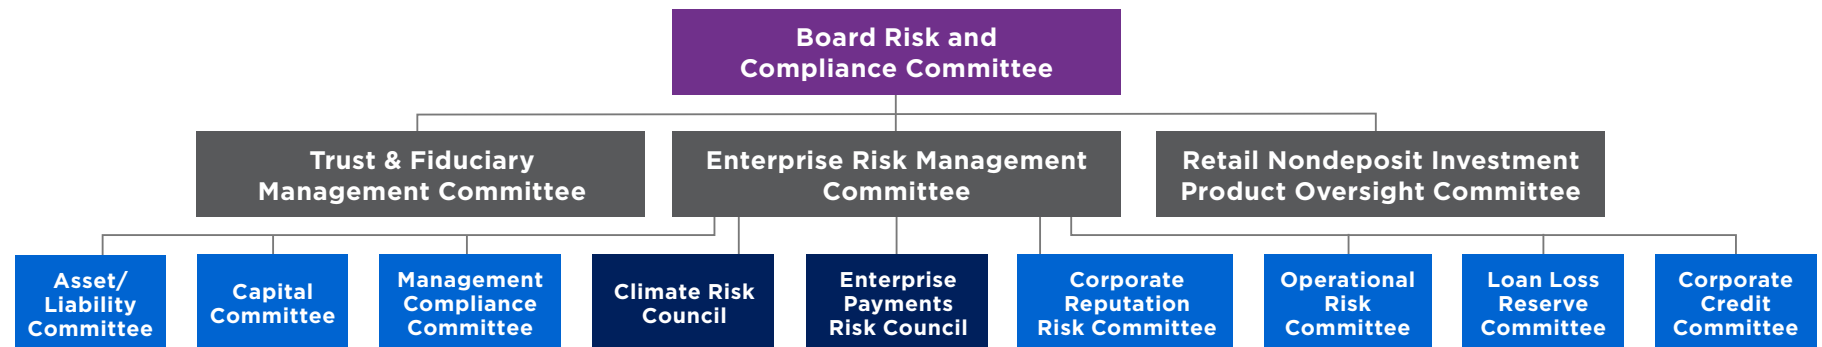 Board Risk and
Compliance Committee
Trust & Fiduciary
Management Committee
Enterprise Risk Management
Committee
Retail Nondeposit Investment
Product Oversight Committee
Asset/
Liability
Committee
Capital
Committee
Management
Compliance
Committee
Climate Risk
Council
Enterprise
Payments
Risk Council
Corporate
Reputation
Risk Committee
Operational
Risk
Committee
Loan Loss
Reserve
Committee
Corporate
Credit
Committee